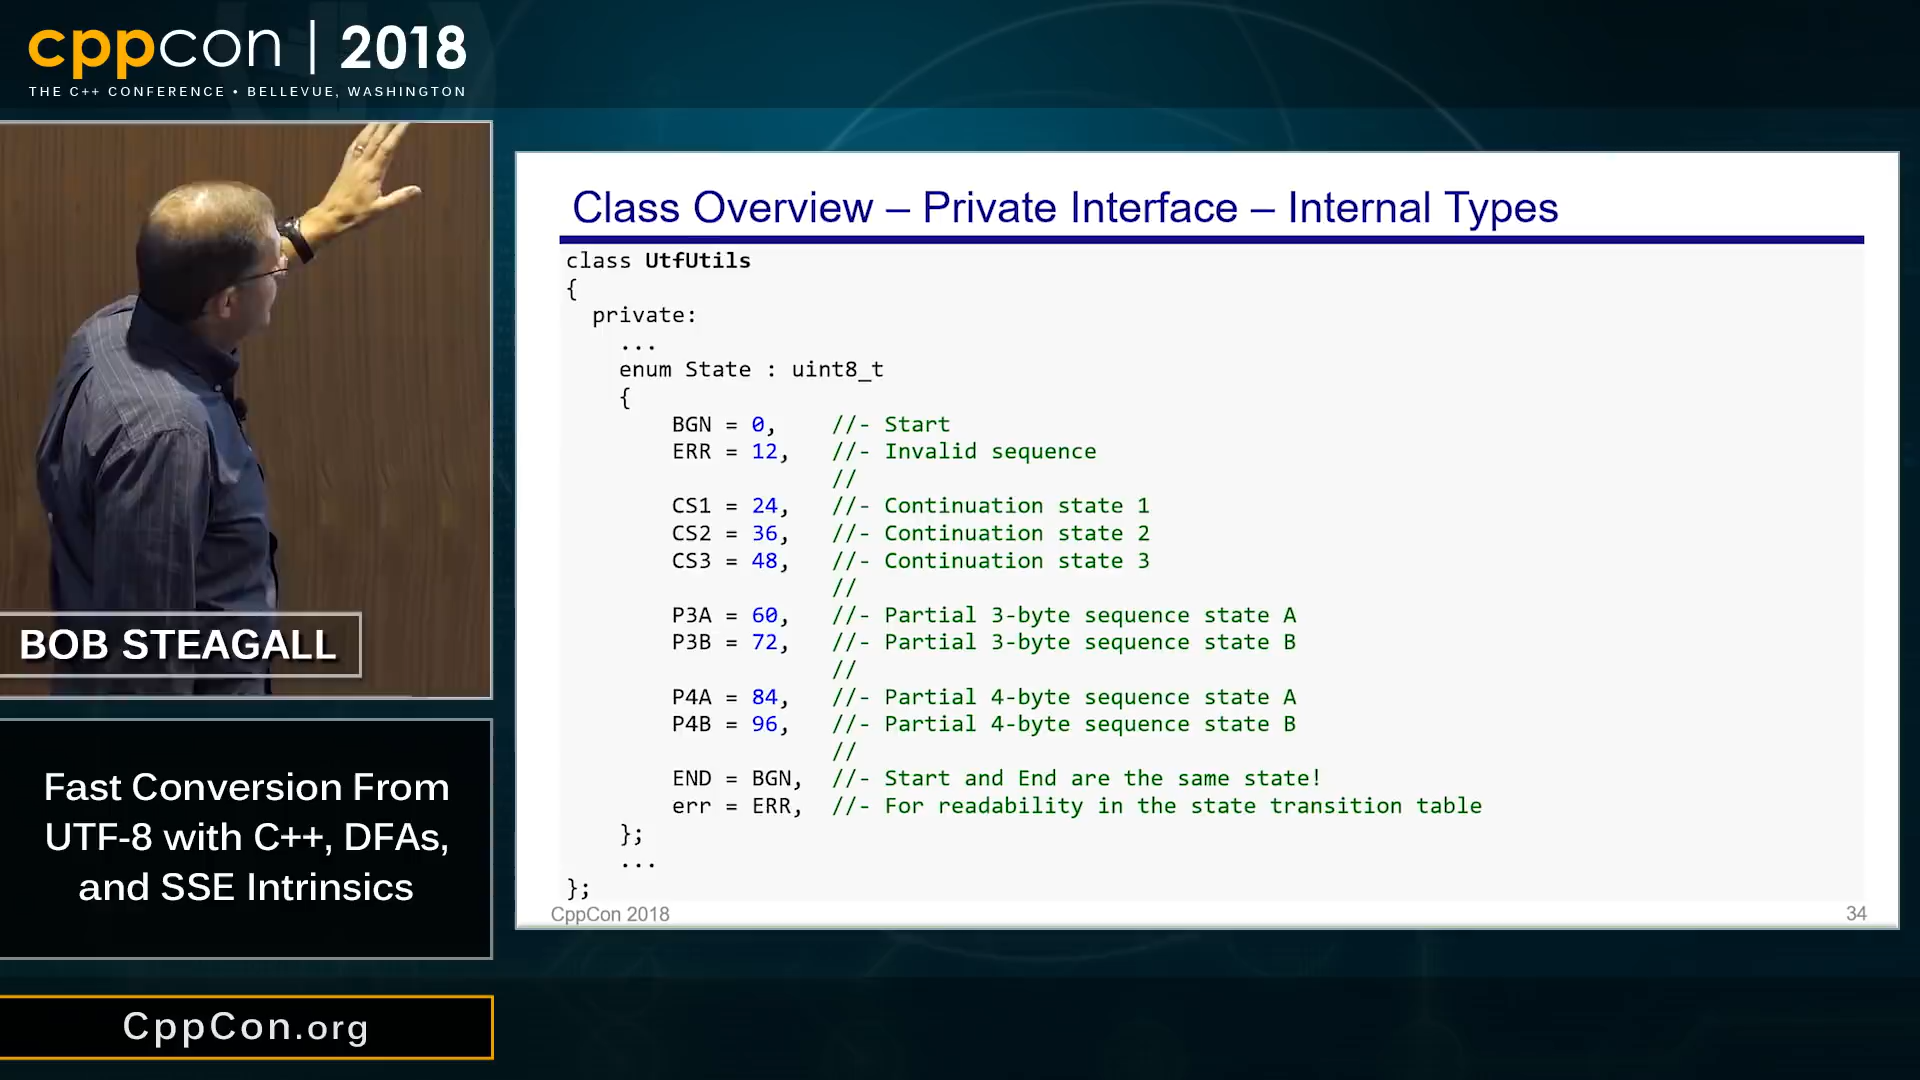 cppcon | 2018
THE C++ CONFERENCE • BELLEVUE, WASHINGTON
BOB STEAGALL
Fast Conversion From
UTF-8 with C++, DFAs,
and SSE Intrinsics
CppCon.org
Class Overview – Private Interface – Internal Types
class UtfUtils
{
private:
...
enum State : uint8_t
{
BGN = 0, //- Start
ERR = 12, //- Invalid sequence
//
CS1 = 24, //- Continuation state 1
CS2 = 36, //- Continuation state 2
CS3 = 48, //- Continuation state 3
//
P3A = 60, //- Partial 3-byte sequence state A
P3B = 72, //- Partial 3-byte sequence state B
//
P4A = 84, //- Partial 4-byte sequence state A
P4B = 96, //- Partial 4-byte sequence state B
//
END = BGN, //- Start and End are the same state!
err = ERR, //- For readability in the state transition table
};
...
};
CppCon 2018
34